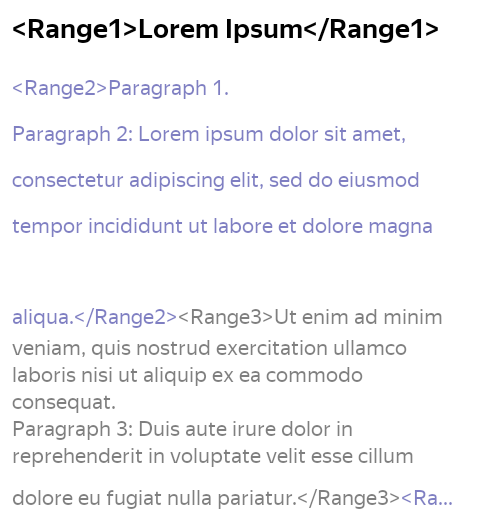 <Range1>Lorem Ipsum</Range1>
<Range2>Paragraph 1.
Paragraph 2: Lorem ipsum dolor sit amet,
consectetur adipiscing elit, sed do eiusmod
tempor incididunt ut labore et dolore magna
aliqua.</Range2><Range3>Ut enim ad minim
veniam, quis nostrud exercitation ullamco
laboris nisi ut aliquip ex ea commodo
consequat.
Paragraph 3: Duis aute irure dolor in
reprehenderit in voluptate velit esse cillum
dolore eu fugiat nulla pariatur.</Range3><Ra...